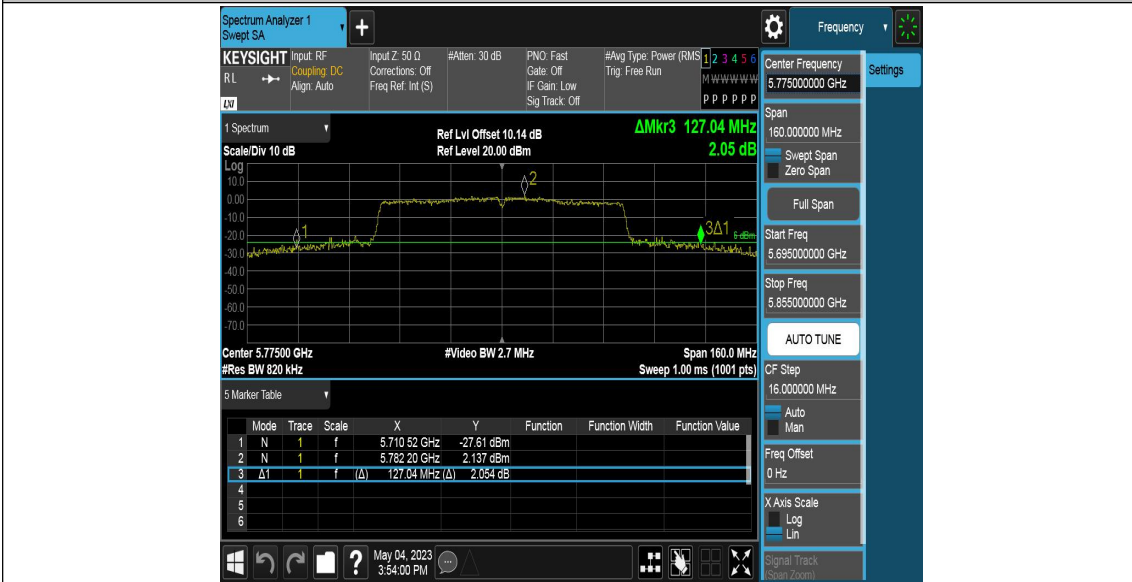 Spectrum Analyzer 1
Swept SA
+
Frequency
KEYSIGHT
RL
LXI
Input: RF
Coupling: DC
Align: Auto
Input Z: 50 Ω
Corrections: Off
Freq Ref: Int (S)
#Atten: 30 dB
PNO: Fast
Gate: Off
IF Gain: Low
Sig Track: Off
#Avg Type: Power (RMS
Trig: Free Run
1 2 3 4 5 6
M W W W W W
P P P P P P
1 Spectrum
Scale/Div 10 dB
Ref Lvl Offset 10.14 dB
Ref Level 20.00 dBm
ΔMkr3 127.04 MHz
2.05 dB
Log
10.0
0.00
-10.0
-20.0
-30.0
-40.0
-50.0
-60.0
-70.0
1
2
3Δ1
Center 5.77500 GHz
#Video BW 2.7 MHz
Span 160.0 MHz
#Res BW 820 kHz
Sweep 1.00 ms (1001 pts)
5 Marker Table
Mode Trace Scale X Y Function Function Width Function Value
1 N 1 f 5.710 52 GHz -27.61 dBm
2 N 1 f 5.782 20 GHz 2.137 dBm
3 Δ1 1 f (Δ) 127.04 MHz (Δ) 2.054 dB
4
5
6
Center Frequency
5.775000000 GHz
Settings
Span
160.000000 MHz
Swept Span
Zero Span
Full Span
Start Freq
5.695000000 GHz
Stop Freq
5.855000000 GHz
AUTO TUNE
CF Step
16.000000 MHz
Auto
Man
Freq Offset
0 Hz
X Axis Scale
Log
Lin
Signal Track
(Span Zoom)
?
May 04, 2023
3:54:00 PM